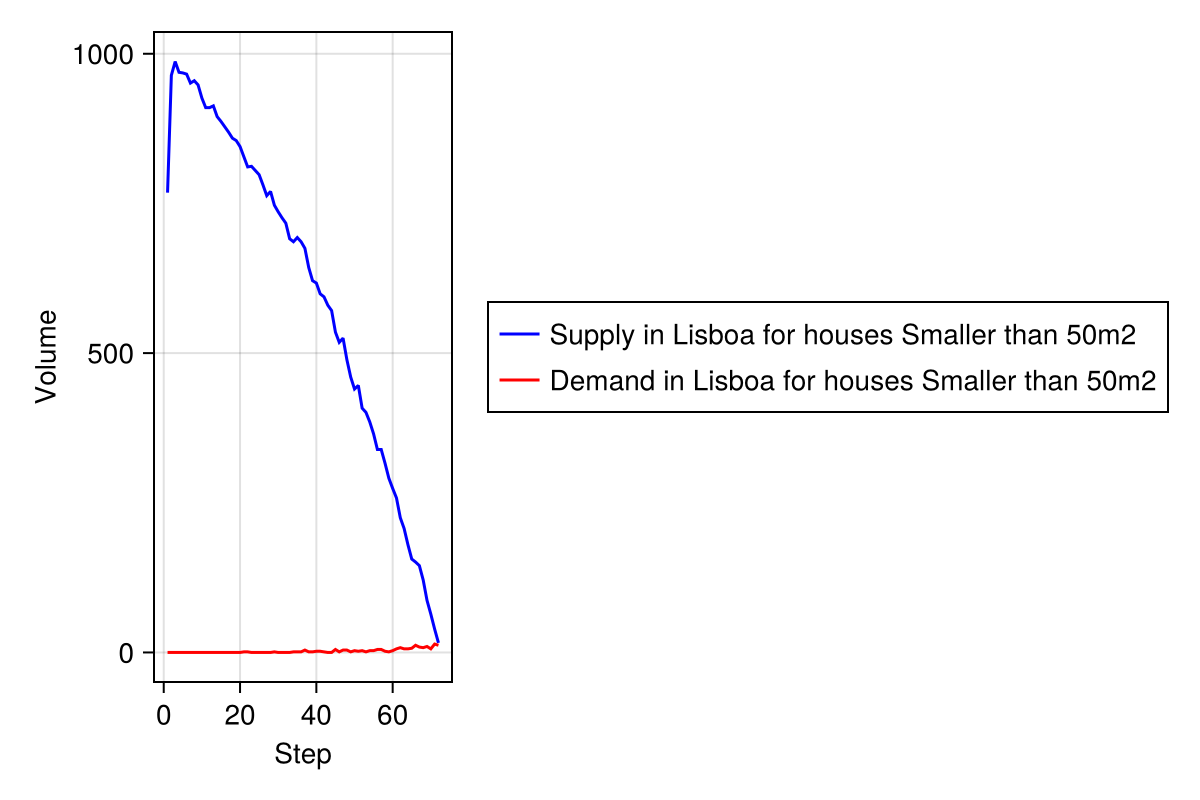 1000
500
0
Volume
0 20 40 60
Step
Supply in Lisboa for houses Smaller than 50m2
Demand in Lisboa for houses Smaller than 50m2